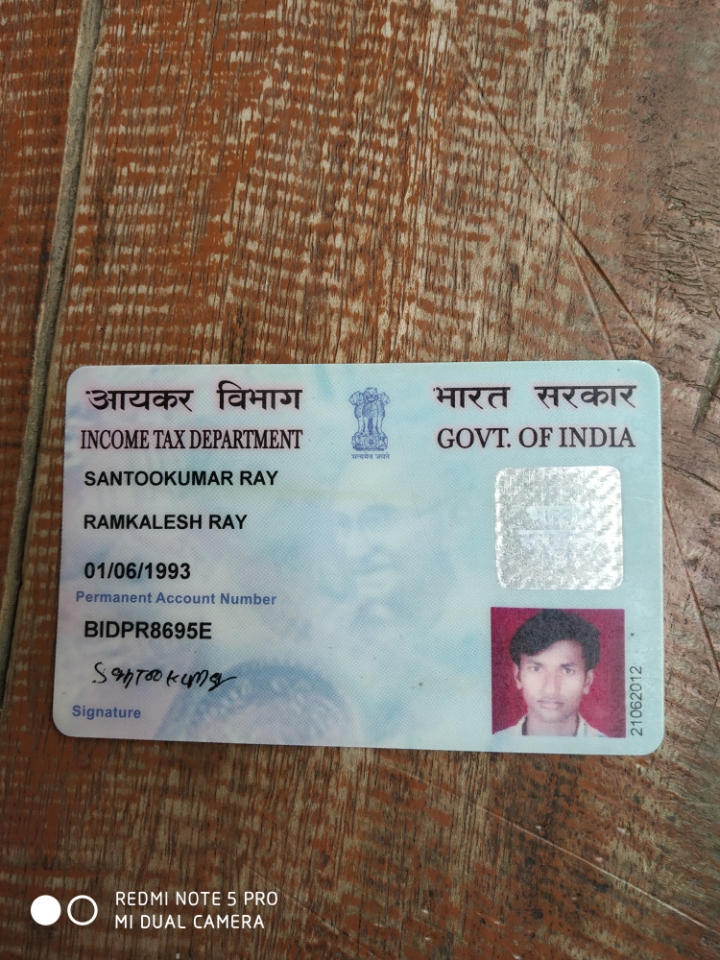 आयकर विभाग
भारत सरकार
INCOME TAX DEPARTMENT
GOVT. OF INDIA
सत्यमेव जयते
SANTOOKUMAR RAY
RAMKALESH RAY
01/06/1993
Permanent Account Number
BIDPR8695E
Santookumar
Signature
21062012
REDMI NOTE 5 PRO
MI DUAL CAMERA